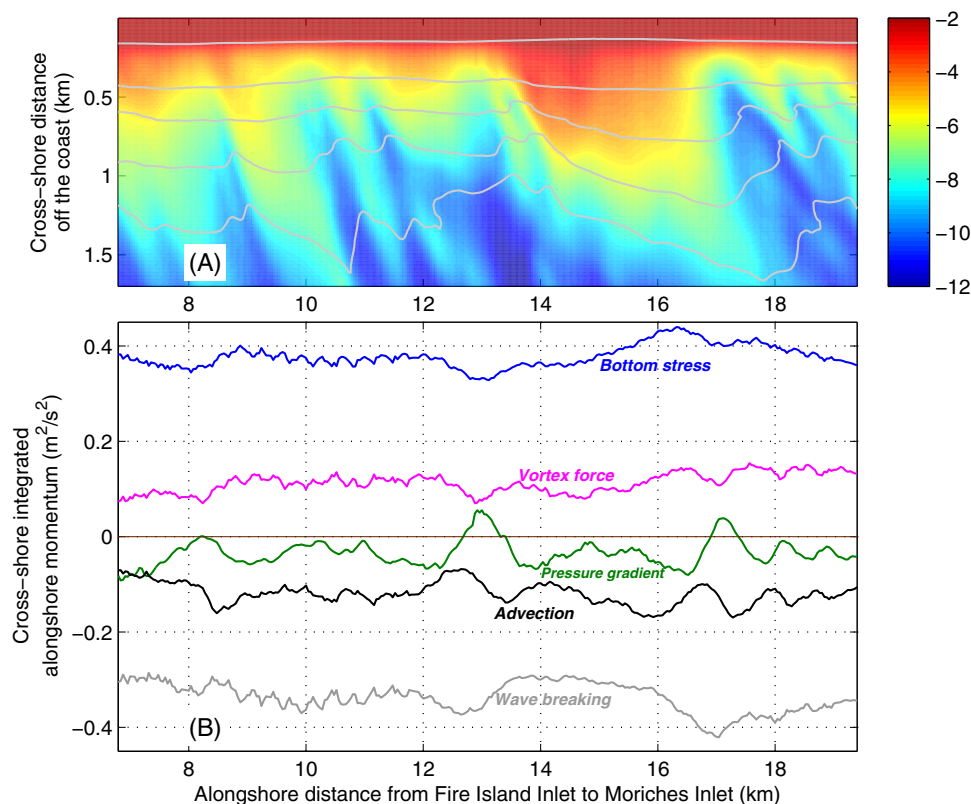 Cross−shore distance
off the coast (km)
0.5
1
1.5
(A)
8
10
12
14
16
18
−2
−4
−6
−8
−10
−12
Cross−shore integrated
alongshore momentum (m²/s²)
0.4
0.2
0
−0.2
−0.4
Bottom stress
Vortex force
Pressure gradient
Advection
Wave breaking
(B)
8
10
12
14
16
18
Alongshore distance from Fire Island Inlet to Moriches Inlet (km)